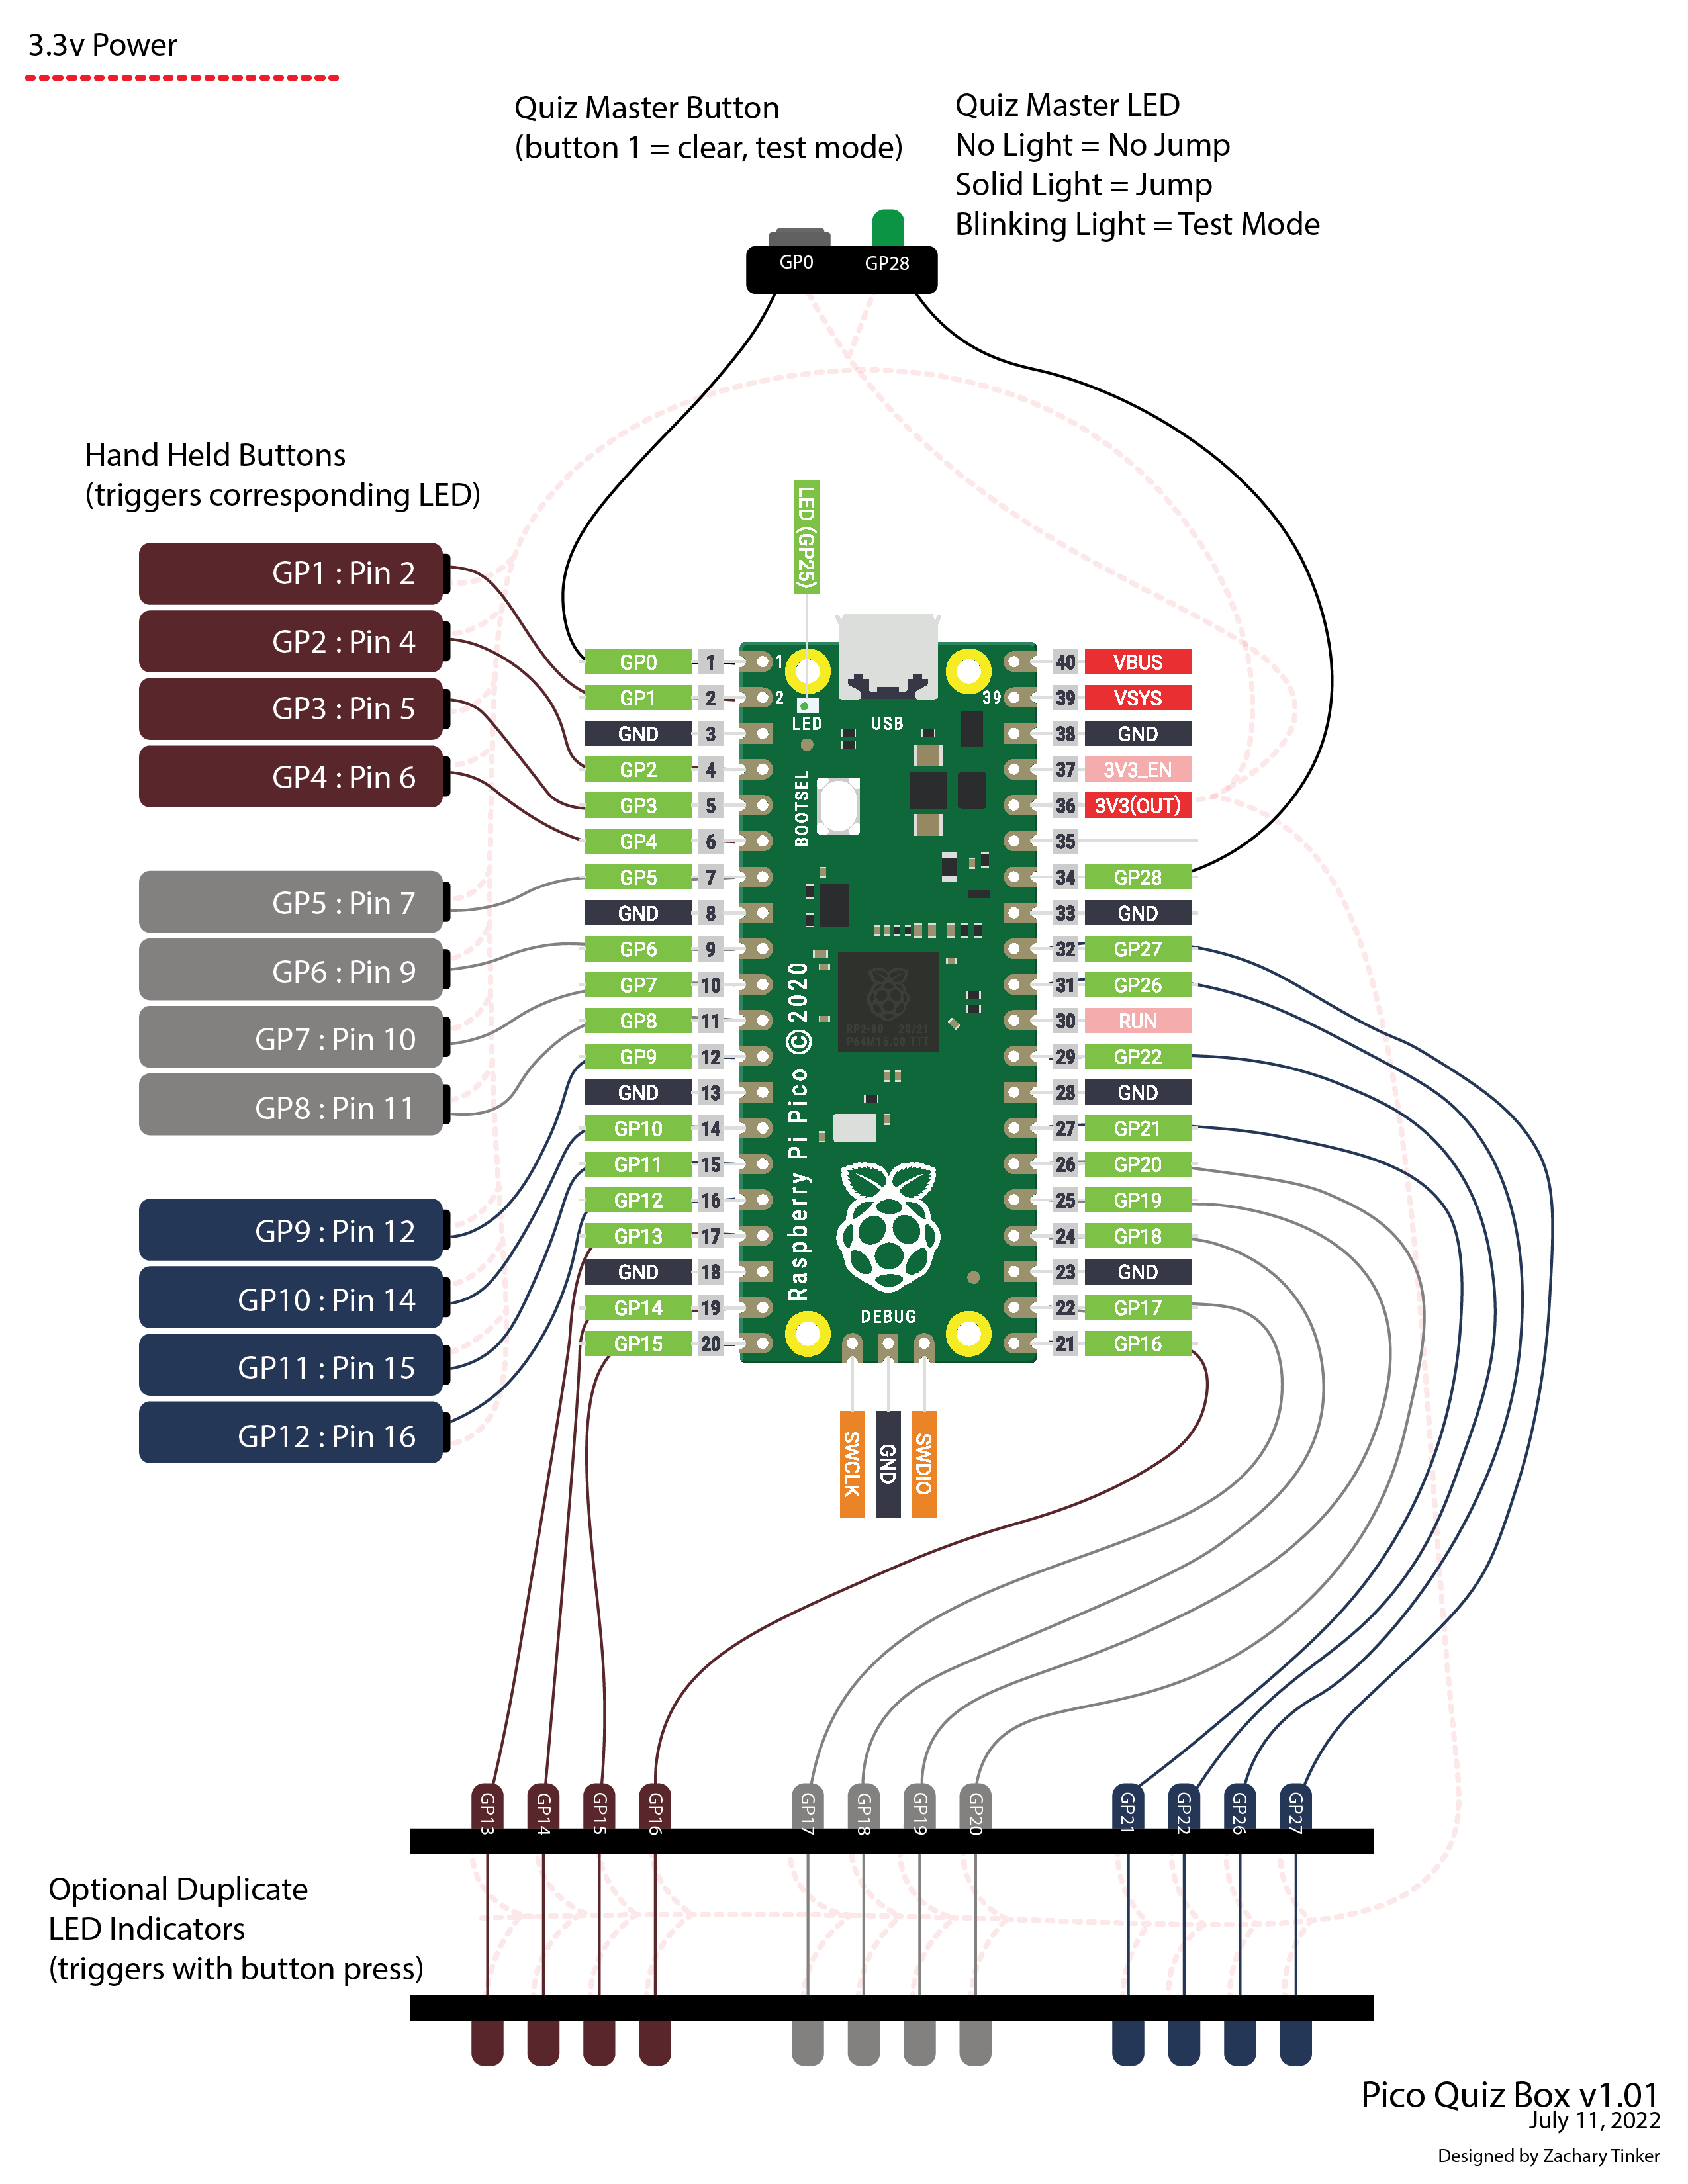 3.3v Power
Quiz Master Button
(button 1 = clear, test mode)
Quiz Master LED
No Light = No Jump
Solid Light = Jump
Blinking Light = Test Mode
GP0
GP28
Hand Held Buttons
(triggers corresponding LED)
GP1 : Pin 2
GP2 : Pin 4
GP3 : Pin 5
GP4 : Pin 6
GP5 : Pin 7
GP6 : Pin 9
GP7 : Pin 10
GP8 : Pin 11
GP9 : Pin 12
GP10 : Pin 14
GP11 : Pin 15
GP12 : Pin 16
LED (GP25)
GP0 1
GP1 2
GND 3
GP2 4
GP3 5
GP4 6
GP5 7
GND 8
GP6 9
GP7 10
GP8 11
GP9 12
GND 13
GP10 14
GP11 15
GP12 16
GP13 17
GND 18
GP14 19
GP15 20
1
2
39
LED
USB
BOOTSEL
Raspberry Pi Pico © 2020
RP2-B0 20/21
P64M15.00 TTT
DEBUG
40 VBUS
39 VSYS
38 GND
37 3V3_EN
36 3V3(OUT)
35
34 GP28
33 GND
32 GP27
31 GP26
30 RUN
29 GP22
28 GND
27 GP21
26 GP20
25 GP19
24 GP18
23 GND
22 GP17
21 GP16
SWCLK
GND
SWDIO
GP13
GP14
GP15
GP16
GP17
GP18
GP19
GP20
GP21
GP22
GP26
GP27
Optional Duplicate
LED Indicators
(triggers with button press)
Pico Quiz Box v1.01
July 11, 2022
Designed by Zachary Tinker